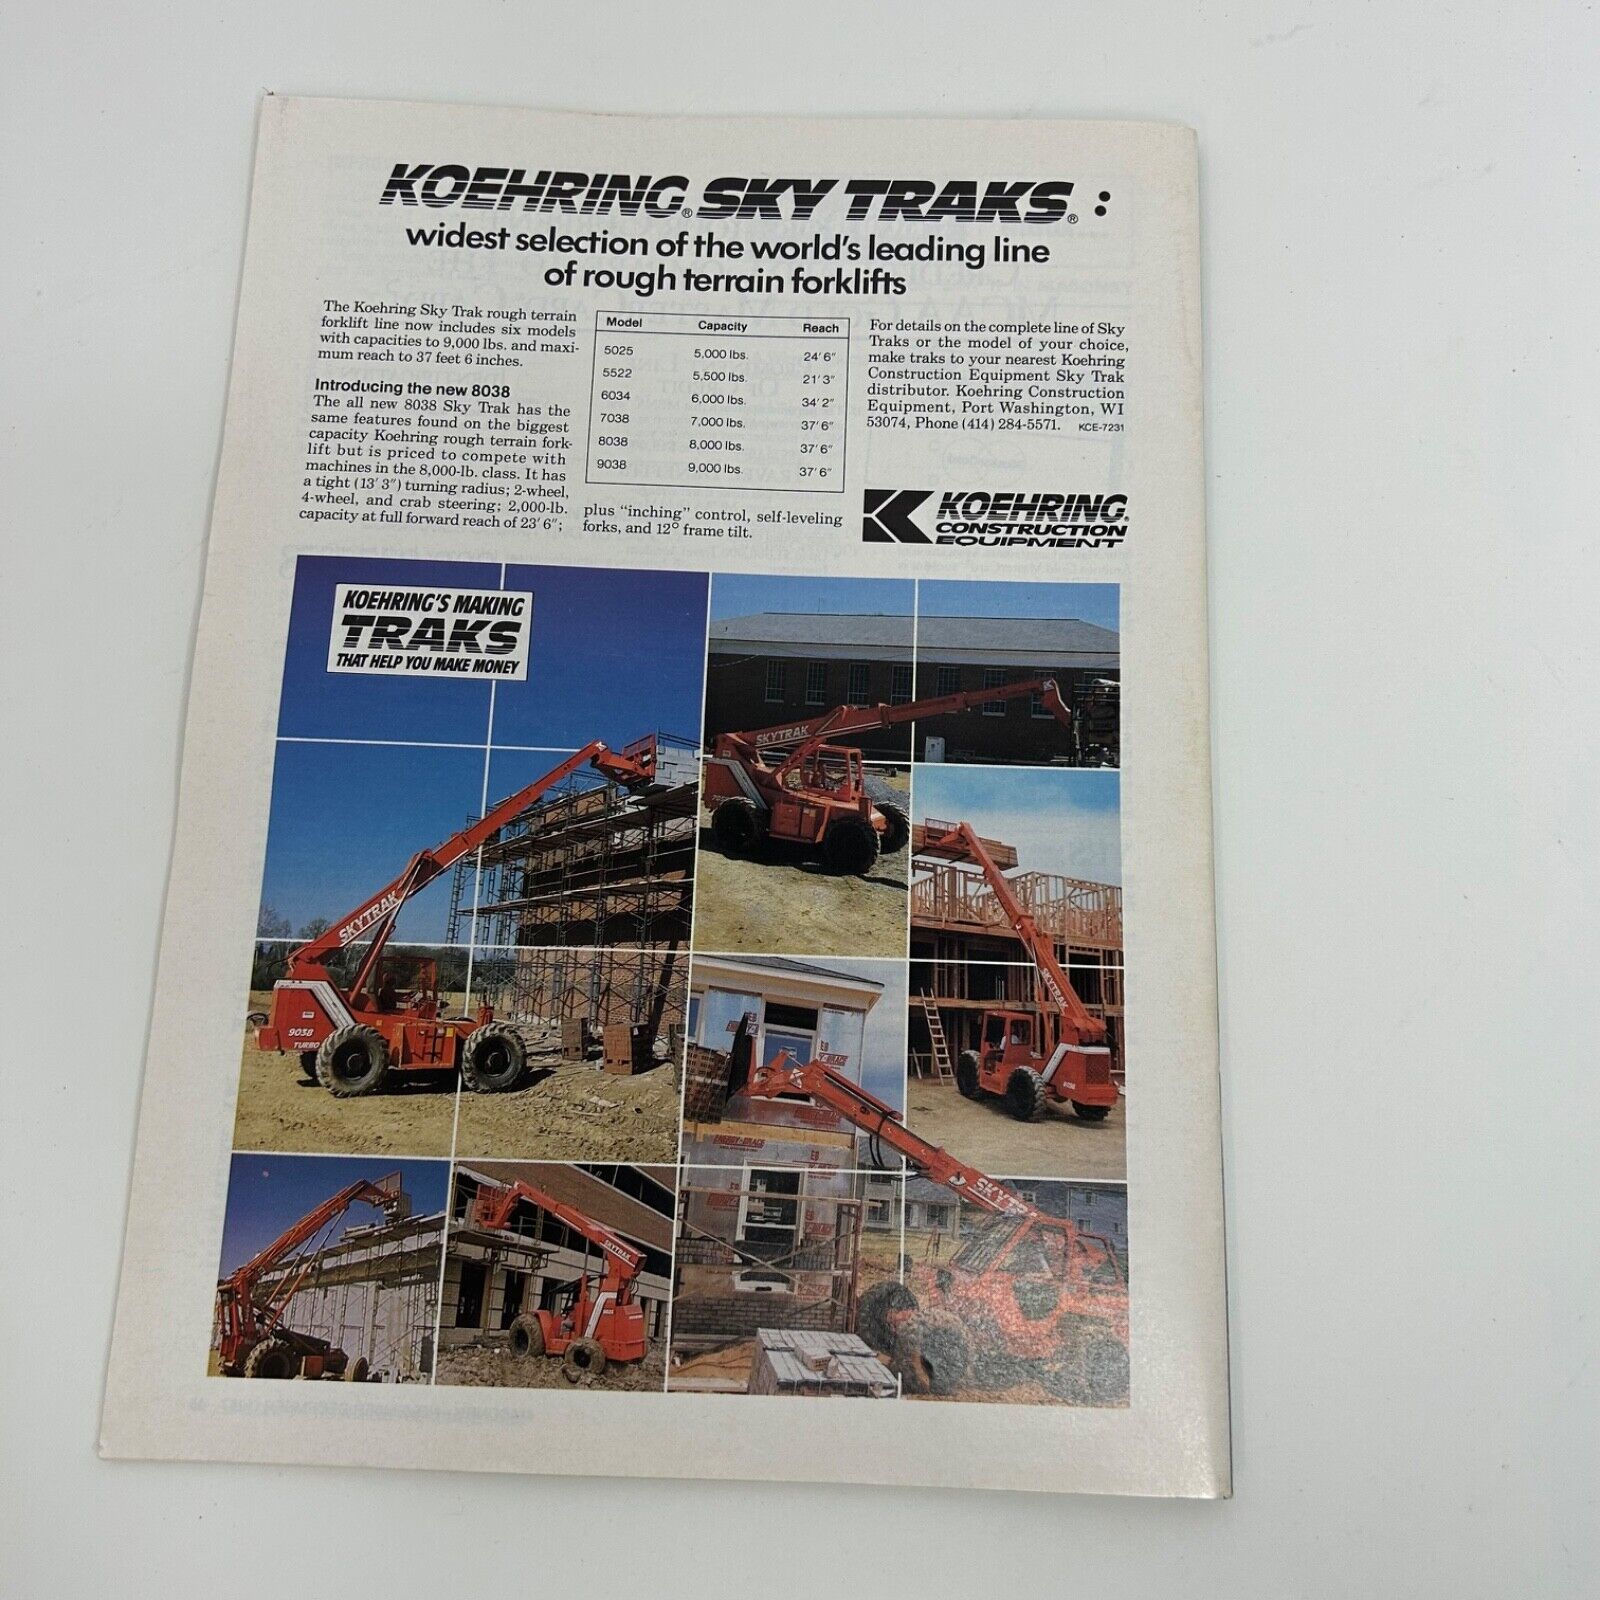 KOEHRING® SKY TRAKS® :
widest selection of the world's leading line
of rough terrain forklifts
The Koehring Sky Trak rough terrain
forklift line now includes six models
with capacities to 9,000 lbs. and maxi-
mum reach to 37 feet 6 inches.
Introducing the new 8038
The all new 8038 Sky Trak has the
same features found on the biggest
capacity Koehring rough terrain fork-
lift but is priced to compete with
machines in the 8,000-lb. class. It has
a tight (13' 3") turning radius; 2-wheel,
4-wheel, and crab steering; 2,000-lb.
capacity at full forward reach of 23' 6";
Model Capacity Reach
5025 5,000 lbs. 24' 6"
5522 5,500 lbs. 21' 3"
6034 6,000 lbs. 34' 2"
7038 7,000 lbs. 37' 6"
8038 8,000 lbs. 37' 6"
9038 9,000 lbs. 37' 6"
plus "inching" control, self-leveling
forks, and 12° frame tilt.
For details on the complete line of Sky
Traks or the model of your choice,
make traks to your nearest Koehring
Construction Equipment Sky Trak
distributor. Koehring Construction
Equipment, Port Washington, WI
53074, Phone (414) 284-5571. KCE-7231
KOEHRING®
CONSTRUCTION
EQUIPMENT
KOEHRING'S MAKING
TRAKS
THAT HELP YOU MAKE MONEY
SKYTRAK
SKYTRAK
SKYTRAK
9038
TURBO
ENERGY-BRACE
EB
SKYTRAK
SKYTRAK